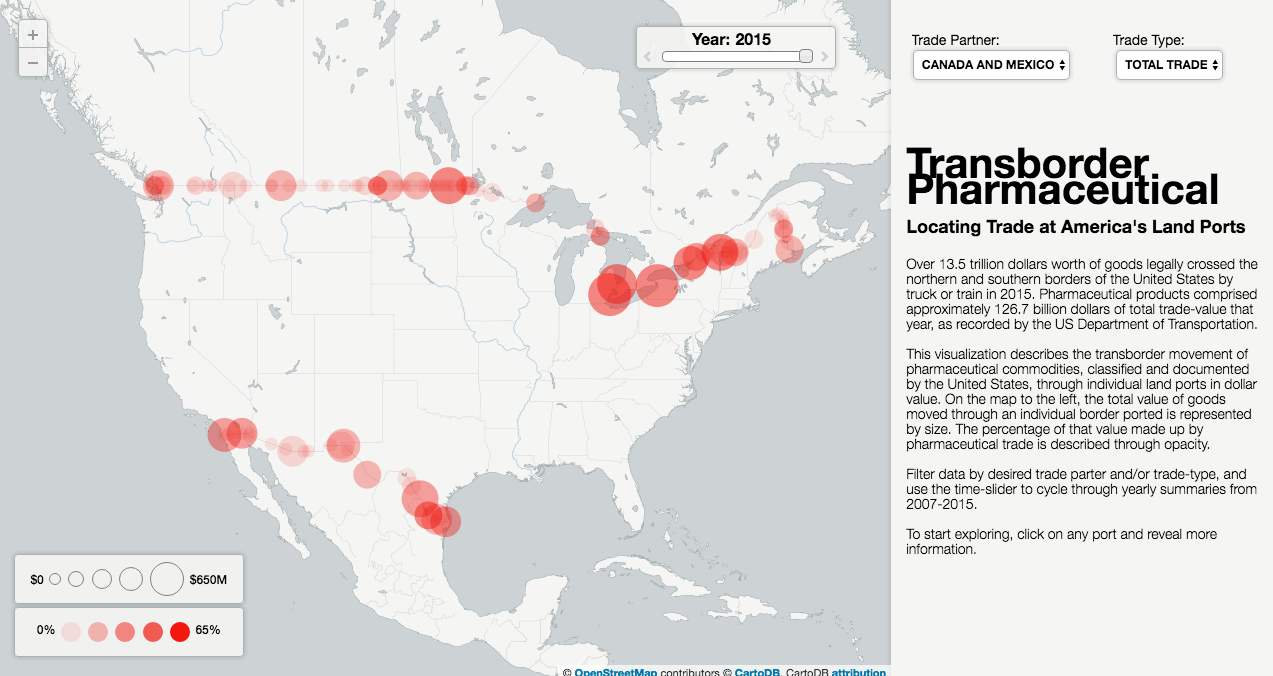 +
−
Year: 2015
Trade Partner:
Trade Type:
CANADA AND MEXICO
TOTAL TRADE
Transborder
Pharmaceutical
Locating Trade at America's Land Ports
Over 13.5 trillion dollars worth of goods legally crossed the
northern and southern borders of the United States by
truck or train in 2015. Pharmaceutical products comprised
approximately 126.7 billion dollars of total trade-value that
year, as recorded by the US Department of Transportation.
This visualization describes the transborder movement of
pharmaceutical commodities, classified and documented
by the United States, through individual land ports in dollar
value. On the map to the left, the total value of goods
moved through an individual border ported is represented
by size. The percentage of that value made up by
pharmaceutical trade is described through opacity.
Filter data by desired trade parter and/or trade-type, and
use the time-slider to cycle through yearly summaries from
2007-2015.
To start exploring, click on any port and reveal more
information.
$0 $650M
0% 65%
© OpenStreetMap contributors © CartoDB, CartoDB attribution